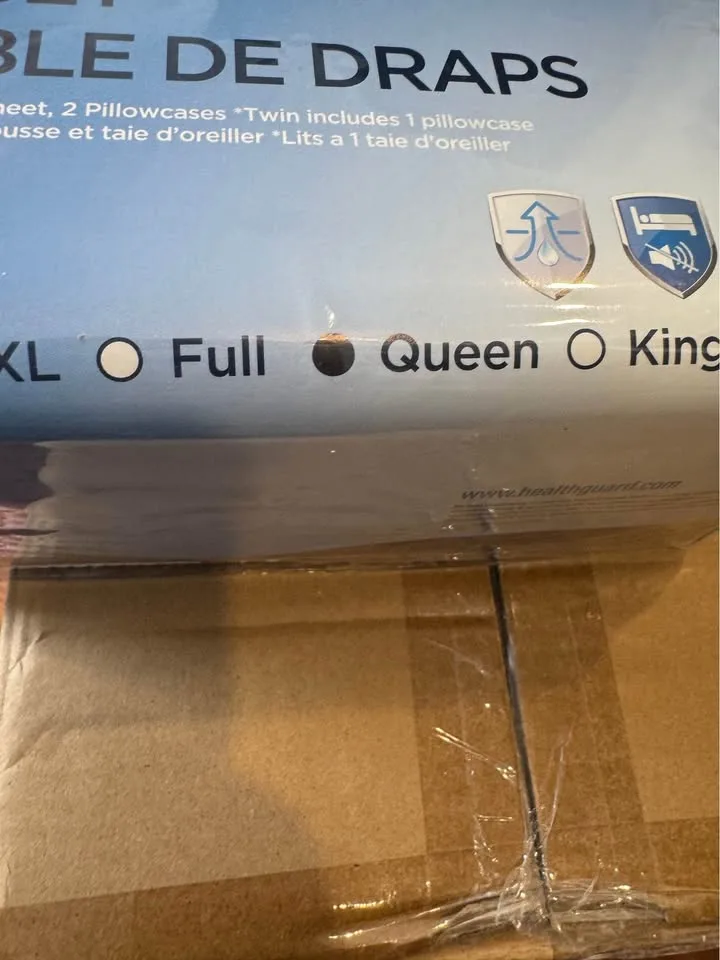 BLE DE DRAPS
heet, 2 Pillowcases *Twin includes 1 pillowcase
usse et taie d'oreiller *Lits a 1 taie d'oreiller
XL Full Queen King
www.healthguard.com